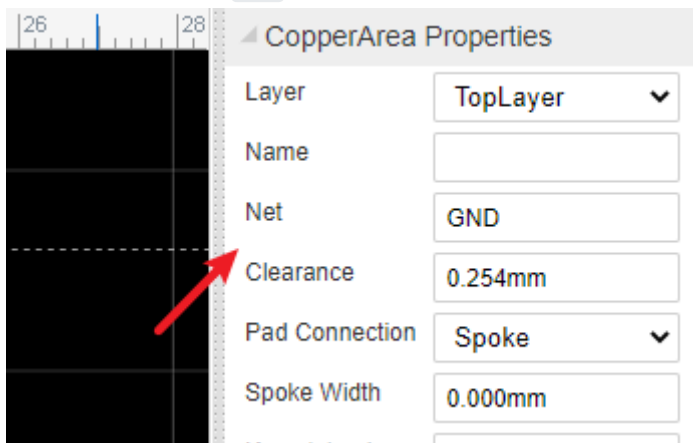 26
28
CopperArea Properties
Layer TopLayer
Name
Net GND
Clearance 0.254mm
Pad Connection Spoke
Spoke Width 0.000mm